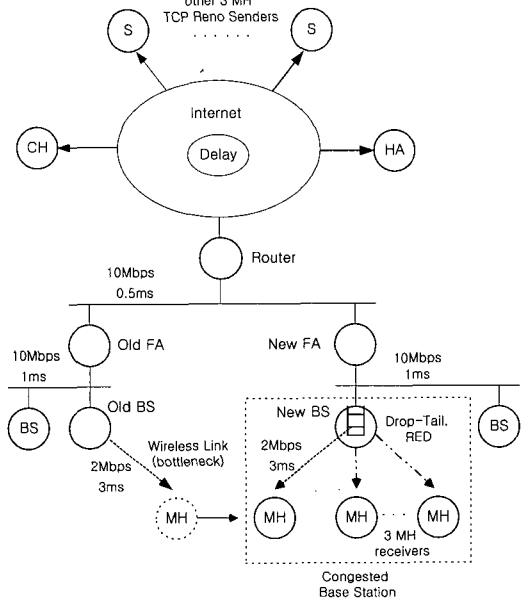 other 3 MH
TCP Reno Senders
S
. . . . . .
S
Internet
Delay
CH
HA
Router
10Mbps
0.5ms
Old FA
New FA
10Mbps
1ms
10Mbps
1ms
BS
Old BS
New BS
Drop-Tail.
RED
BS
Wireless Link
(bottleneck)
2Mbps
3ms
2Mbps
3ms
MH
MH
MH
. . . .
MH
3 MH
receivers
Congested
Base Station